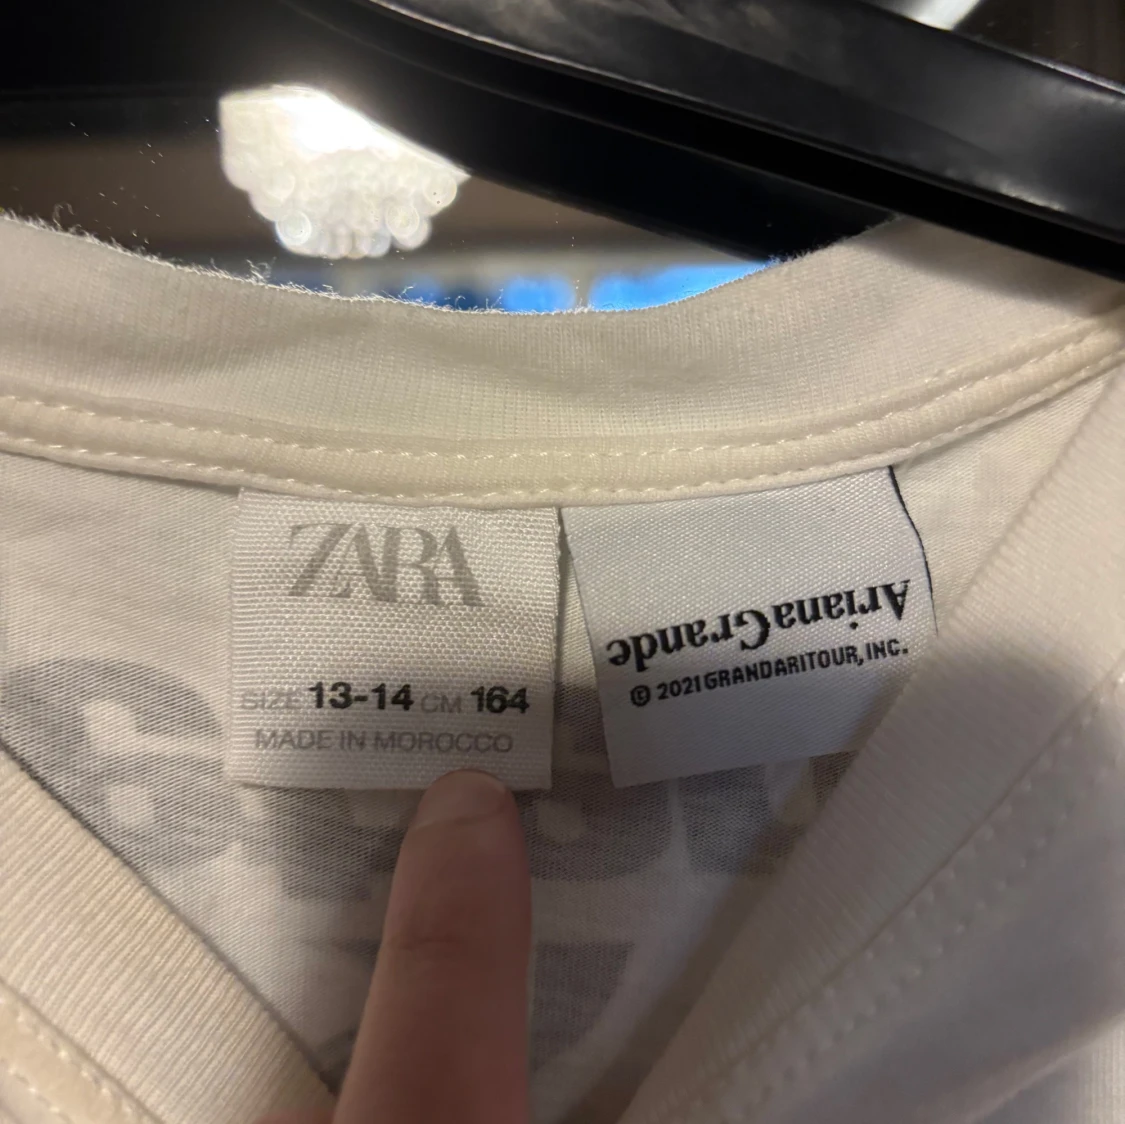 ZARA
SIZE 13-14 CM 164
MADE IN MOROCCO
ArianaGrande
© 2021 GRANDARITOUR, INC.